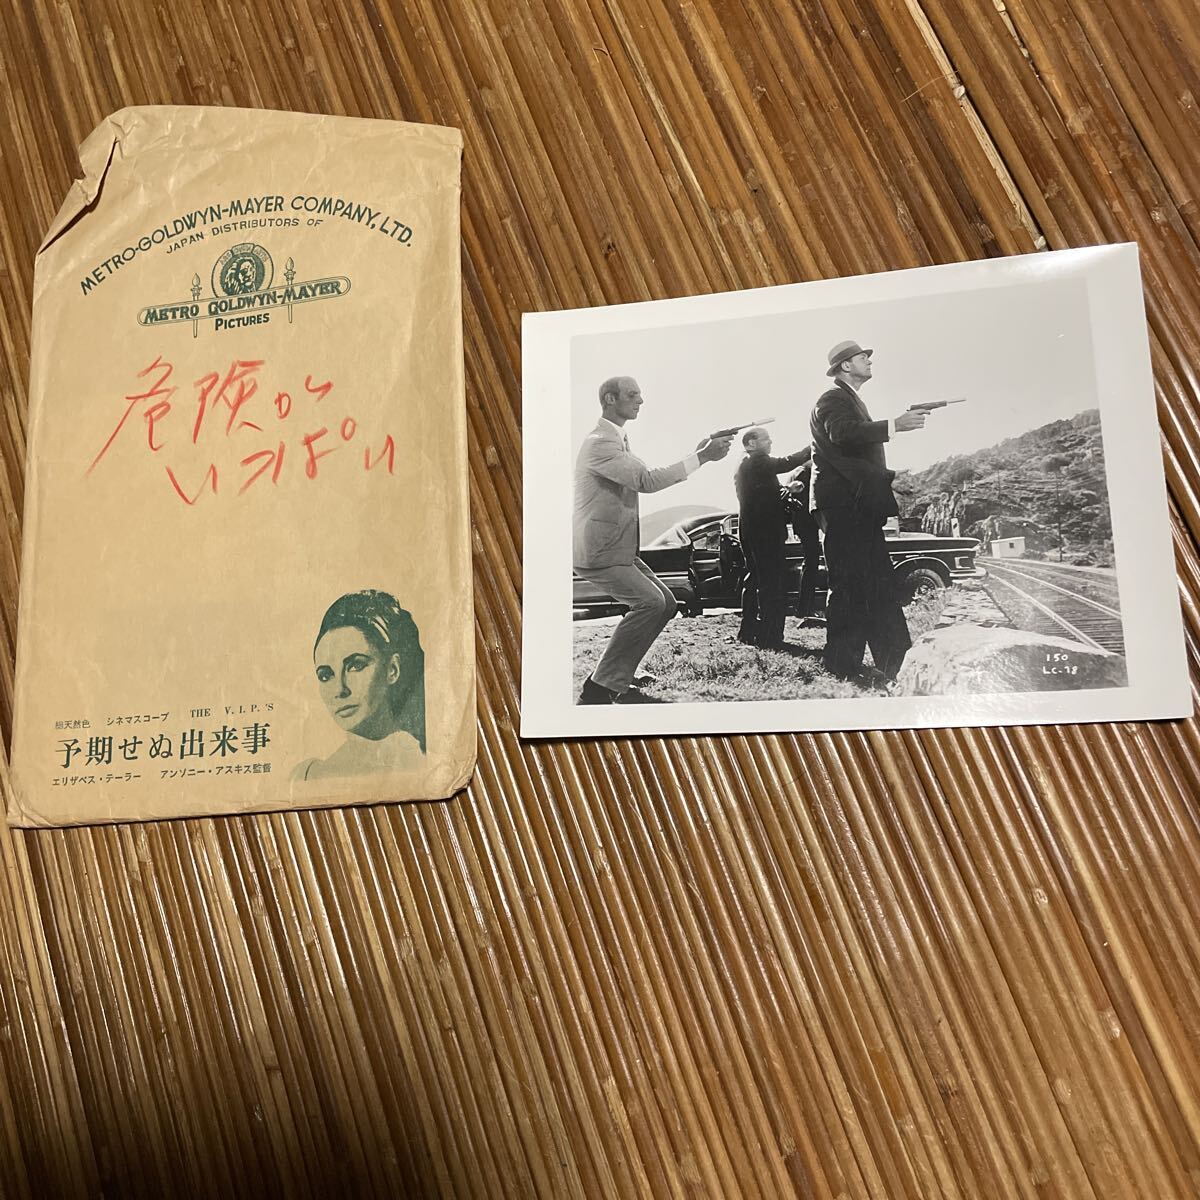 METRO-GOLDWYN-MAYER COMPANY, LTD.
JAPAN DISTRIBUTORS OF
METRO GOLDWYN-MAYER
PICTURES
危険が
いっぱい
総天然色 シネマスコープ THE V.I.P.'S
予期せぬ出来事
エリザベス・テーラー アンソニー・アスキス監督
150
LC-78